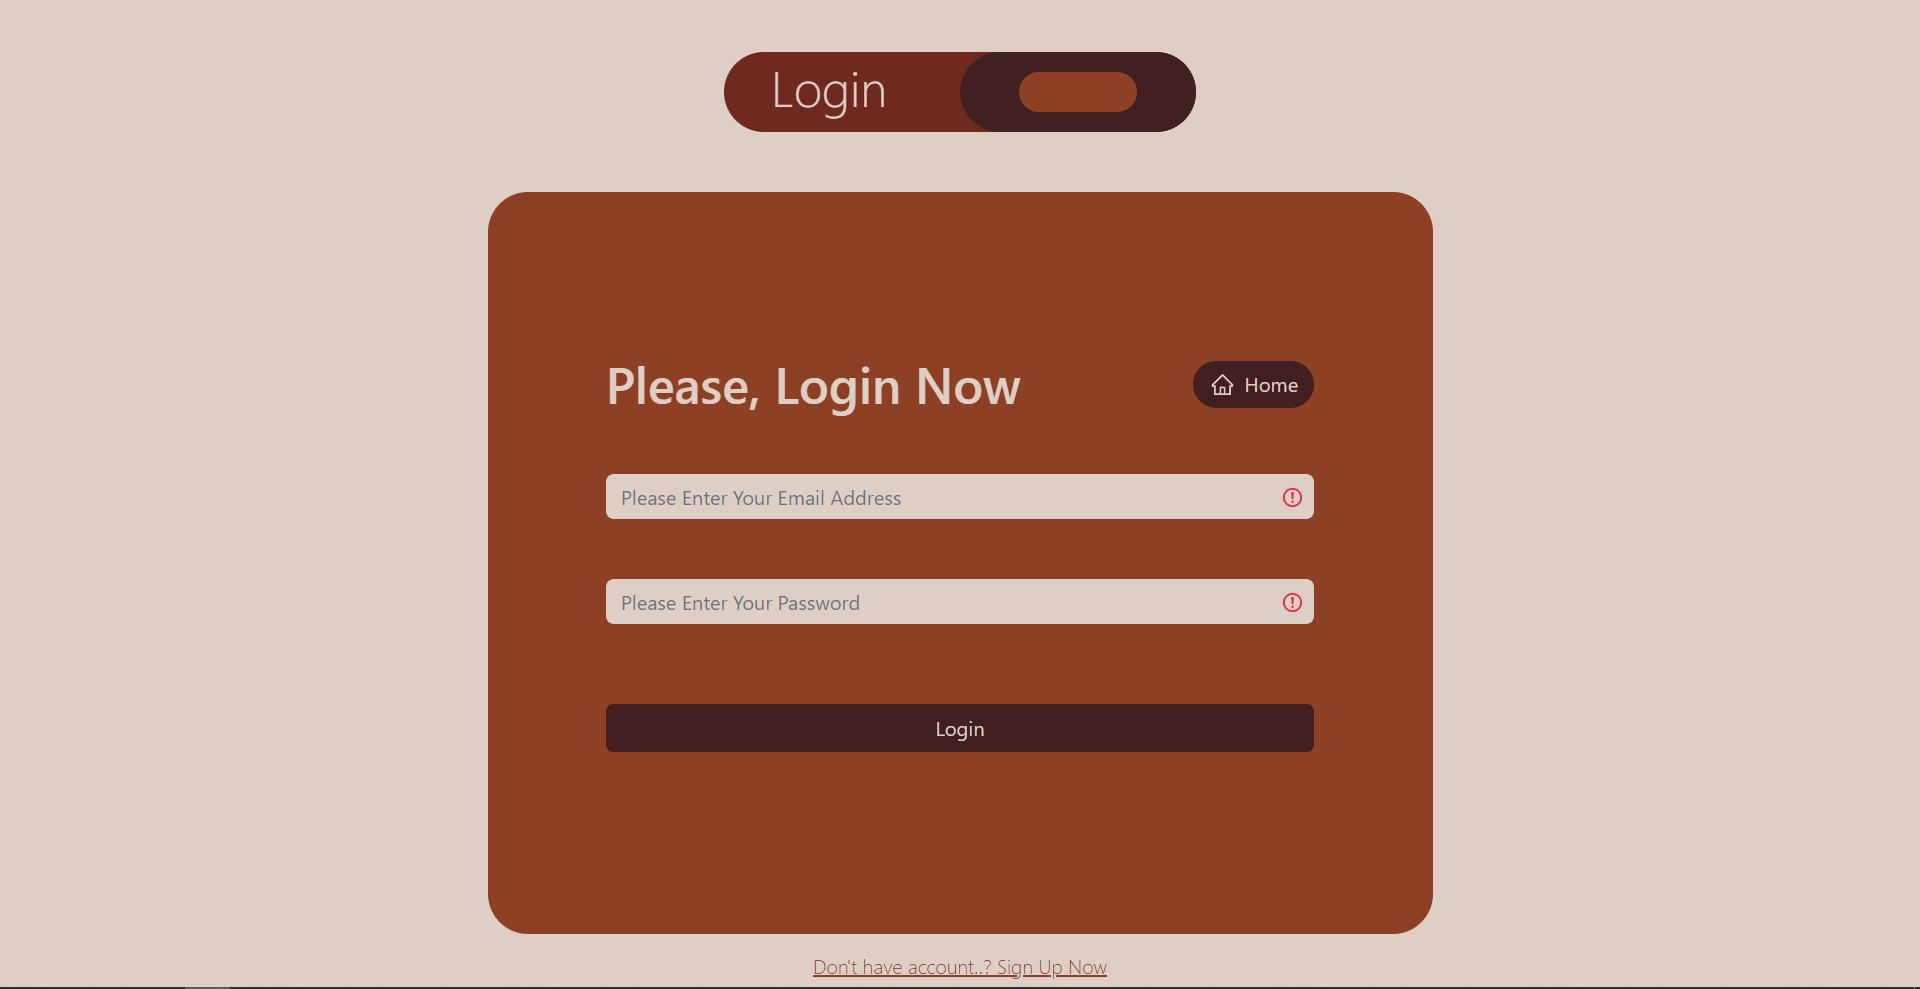 Login
Please, Login Now
Home
Please Enter Your Email Address
Please Enter Your Password
Login
Don't have account..? Sign Up Now